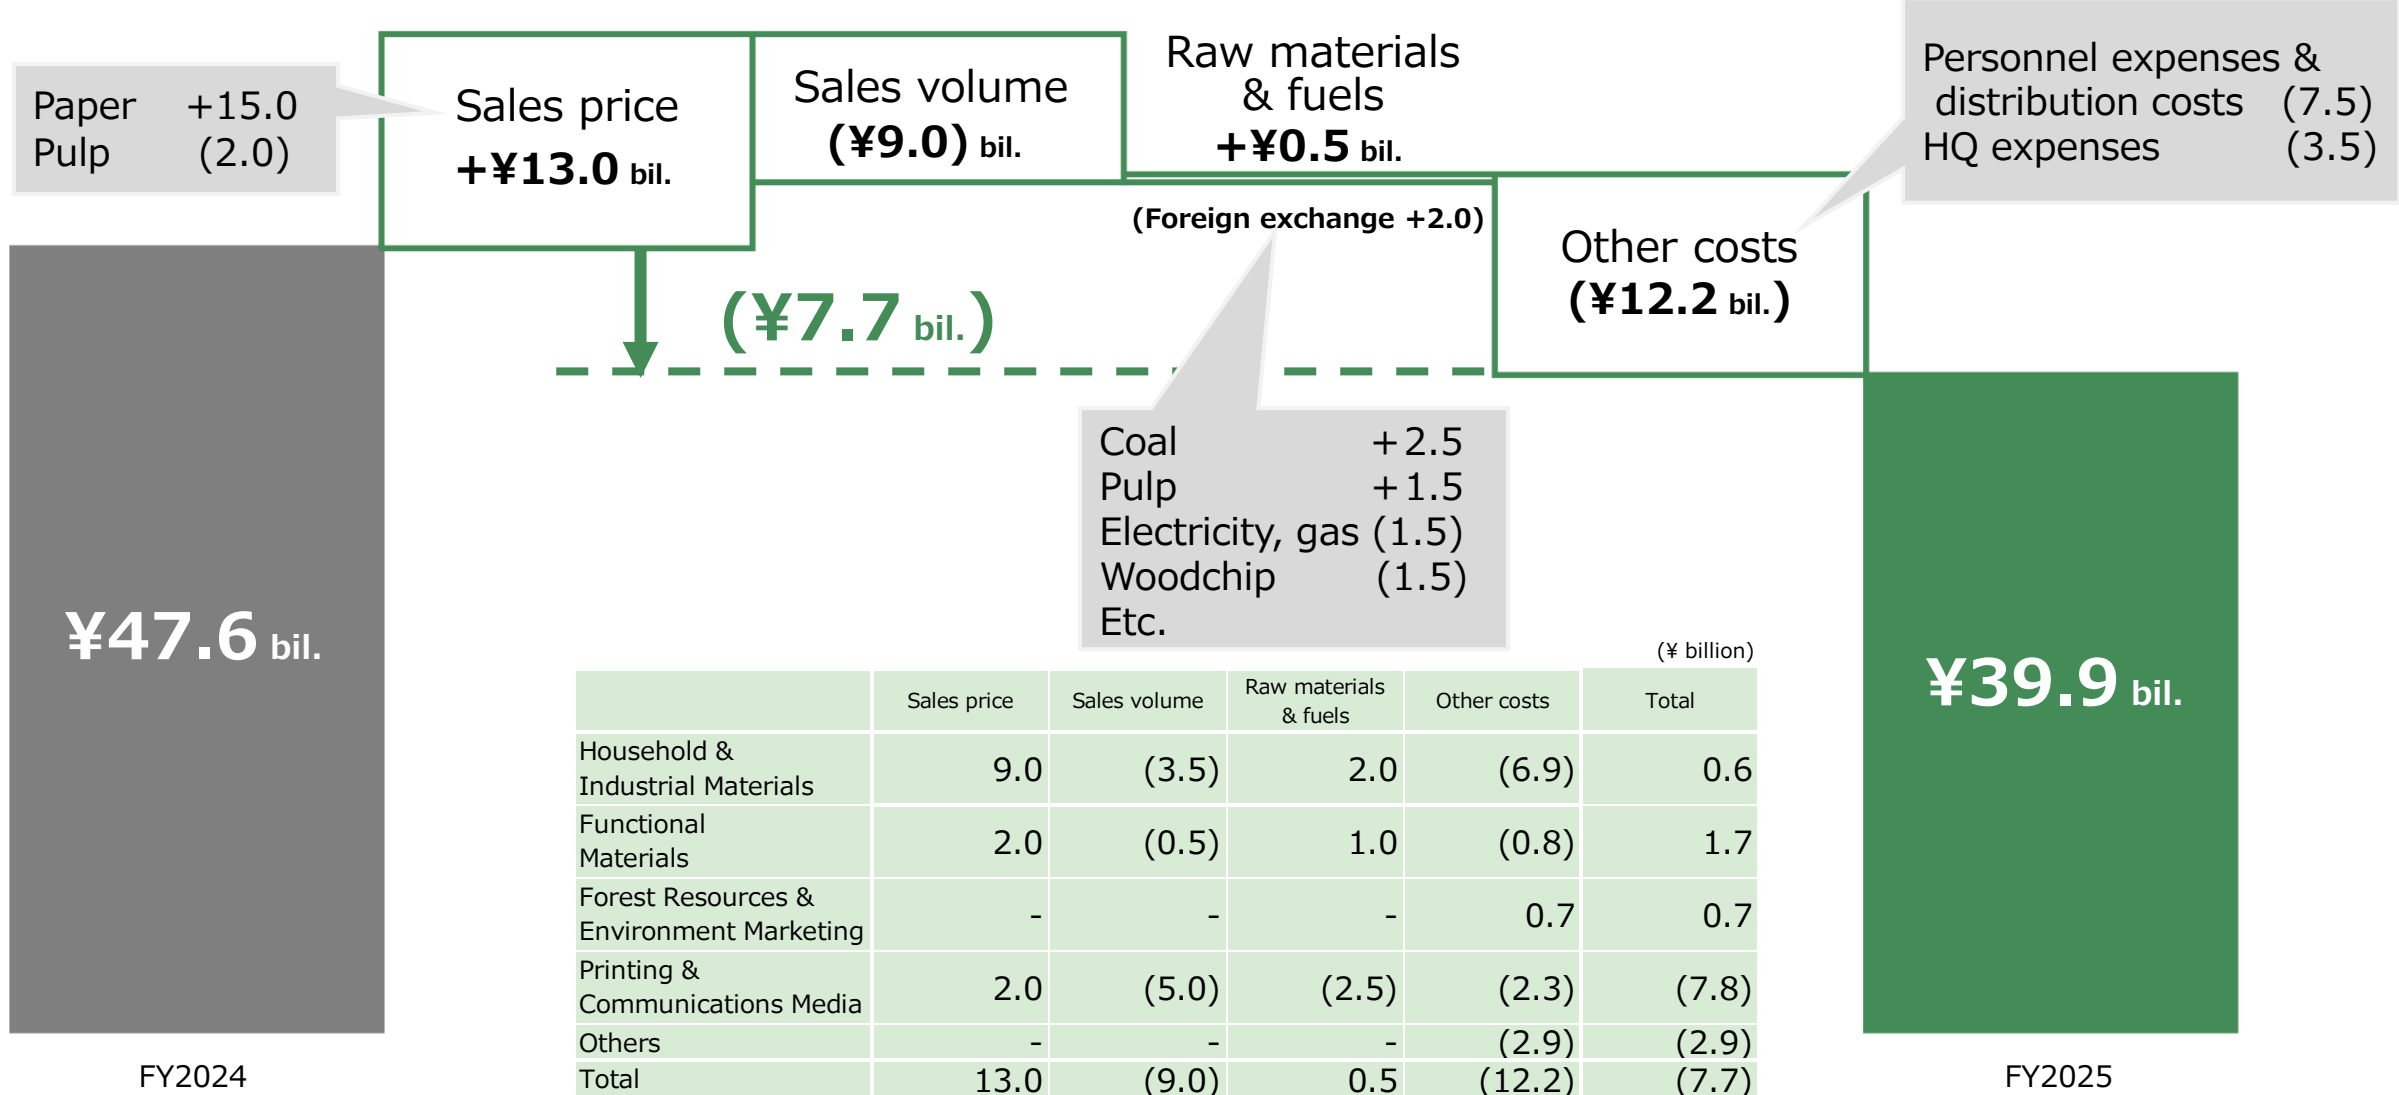 Paper +15.0
Pulp (2.0)
Sales price
+¥13.0 bil.
Sales volume
(¥9.0) bil.
Raw materials
& fuels
+¥0.5 bil.
(Foreign exchange +2.0)
Personnel expenses &
distribution costs (7.5)
HQ expenses (3.5)
Other costs
(¥12.2 bil.)
(¥7.7 bil.)
Coal +2.5
Pulp +1.5
Electricity, gas (1.5)
Woodchip (1.5)
Etc.
¥47.6 bil.
FY2024
¥39.9 bil.
FY2025
(¥ billion)
Sales price Sales volume Raw materials & fuels Other costs Total
Household &
Industrial Materials 9.0 (3.5) 2.0 (6.9) 0.6
Functional
Materials 2.0 (0.5) 1.0 (0.8) 1.7
Forest Resources &
Environment Marketing - - - 0.7 0.7
Printing &
Communications Media 2.0 (5.0) (2.5) (2.3) (7.8)
Others - - - (2.9) (2.9)
Total 13.0 (9.0) 0.5 (12.2) (7.7)